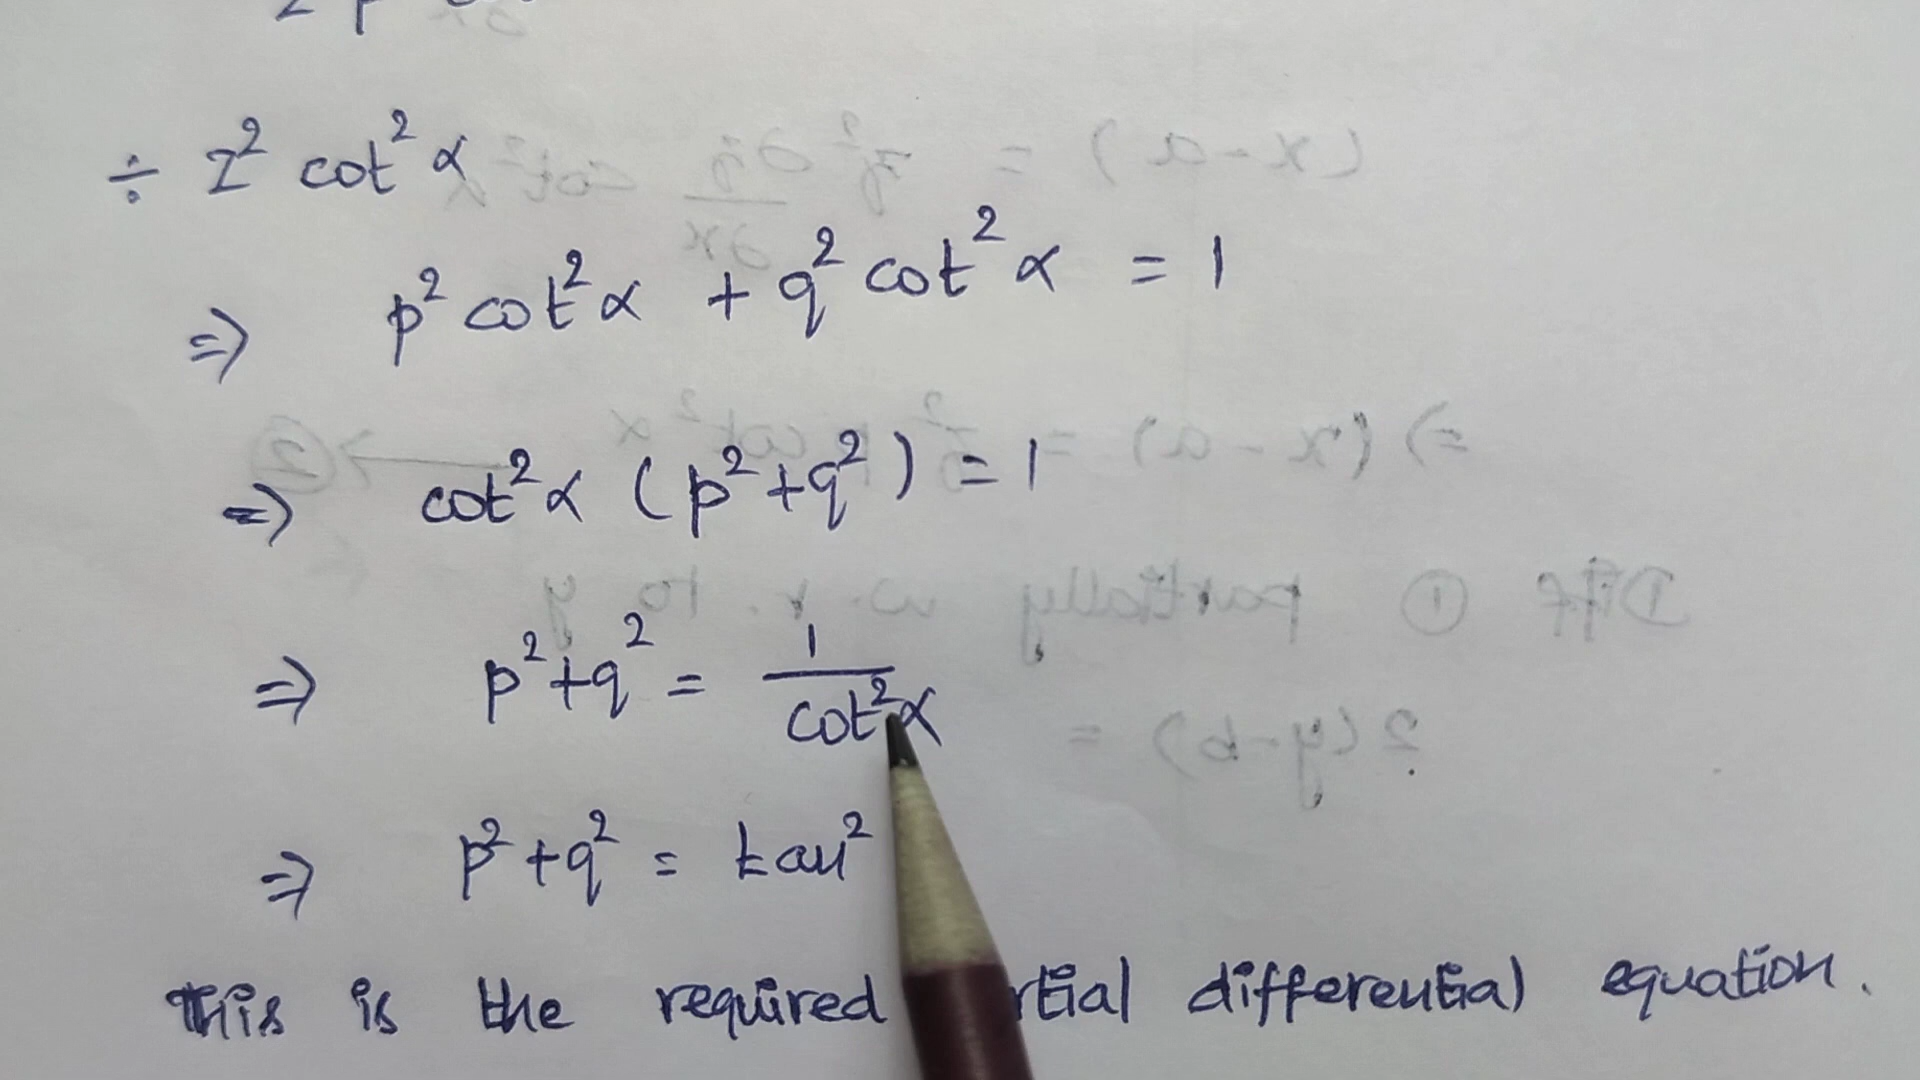 ÷ z² cot² α
⇒ p² cot² α + q² cot² α = 1
⇒ cot² α (p² + q²) = 1
⇒ p² + q² = 1/cot² α
⇒ p² + q² = tan²
This is the required rtial differential equation.